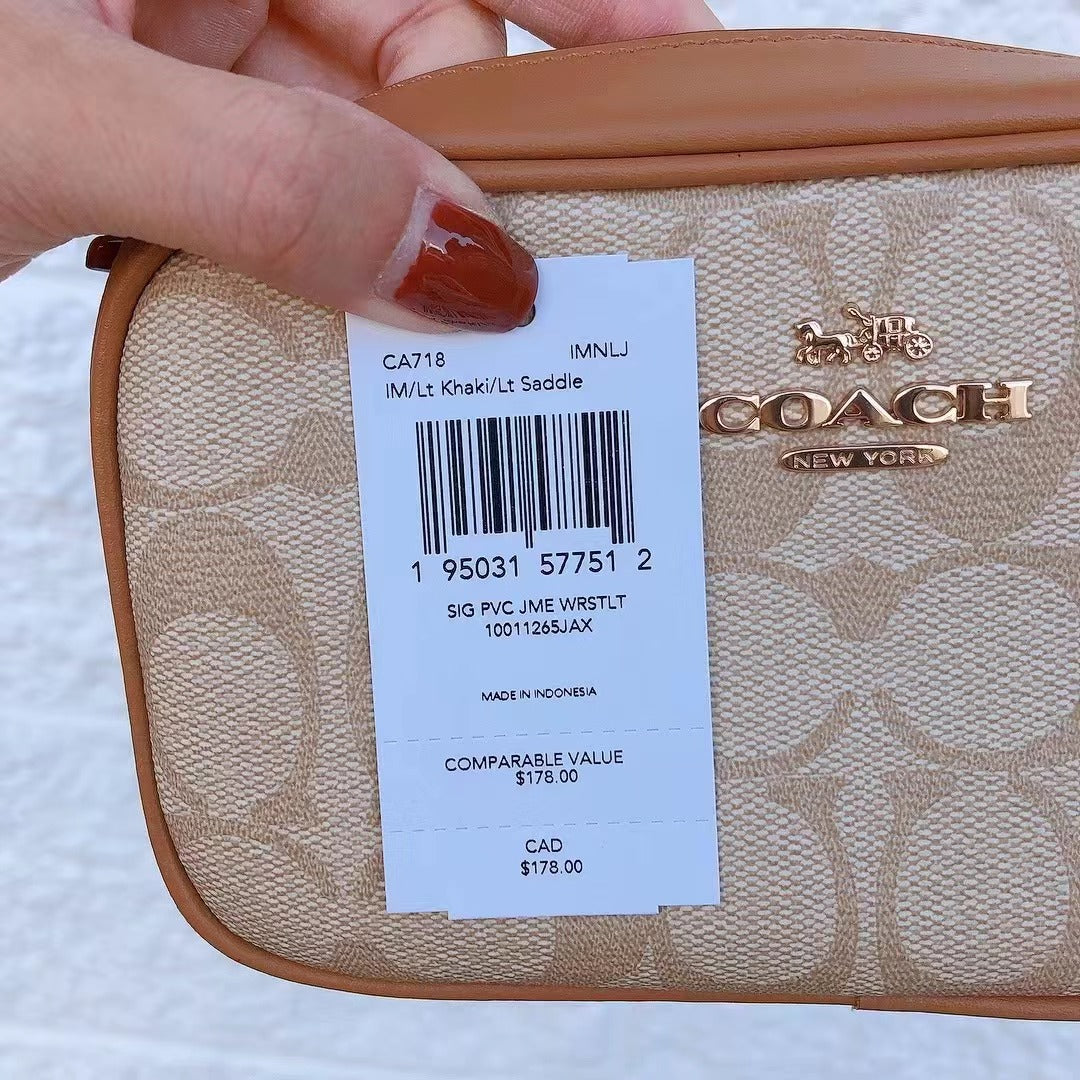 CA718 IMNLJ
IM/Lt Khaki/Lt Saddle
1 95031 57751 2
SIG PVC JME WRSTLT
10011265JAX
MADE IN INDONESIA
COMPARABLE VALUE
$178.00
CAD
$178.00
COACH
NEW YORK